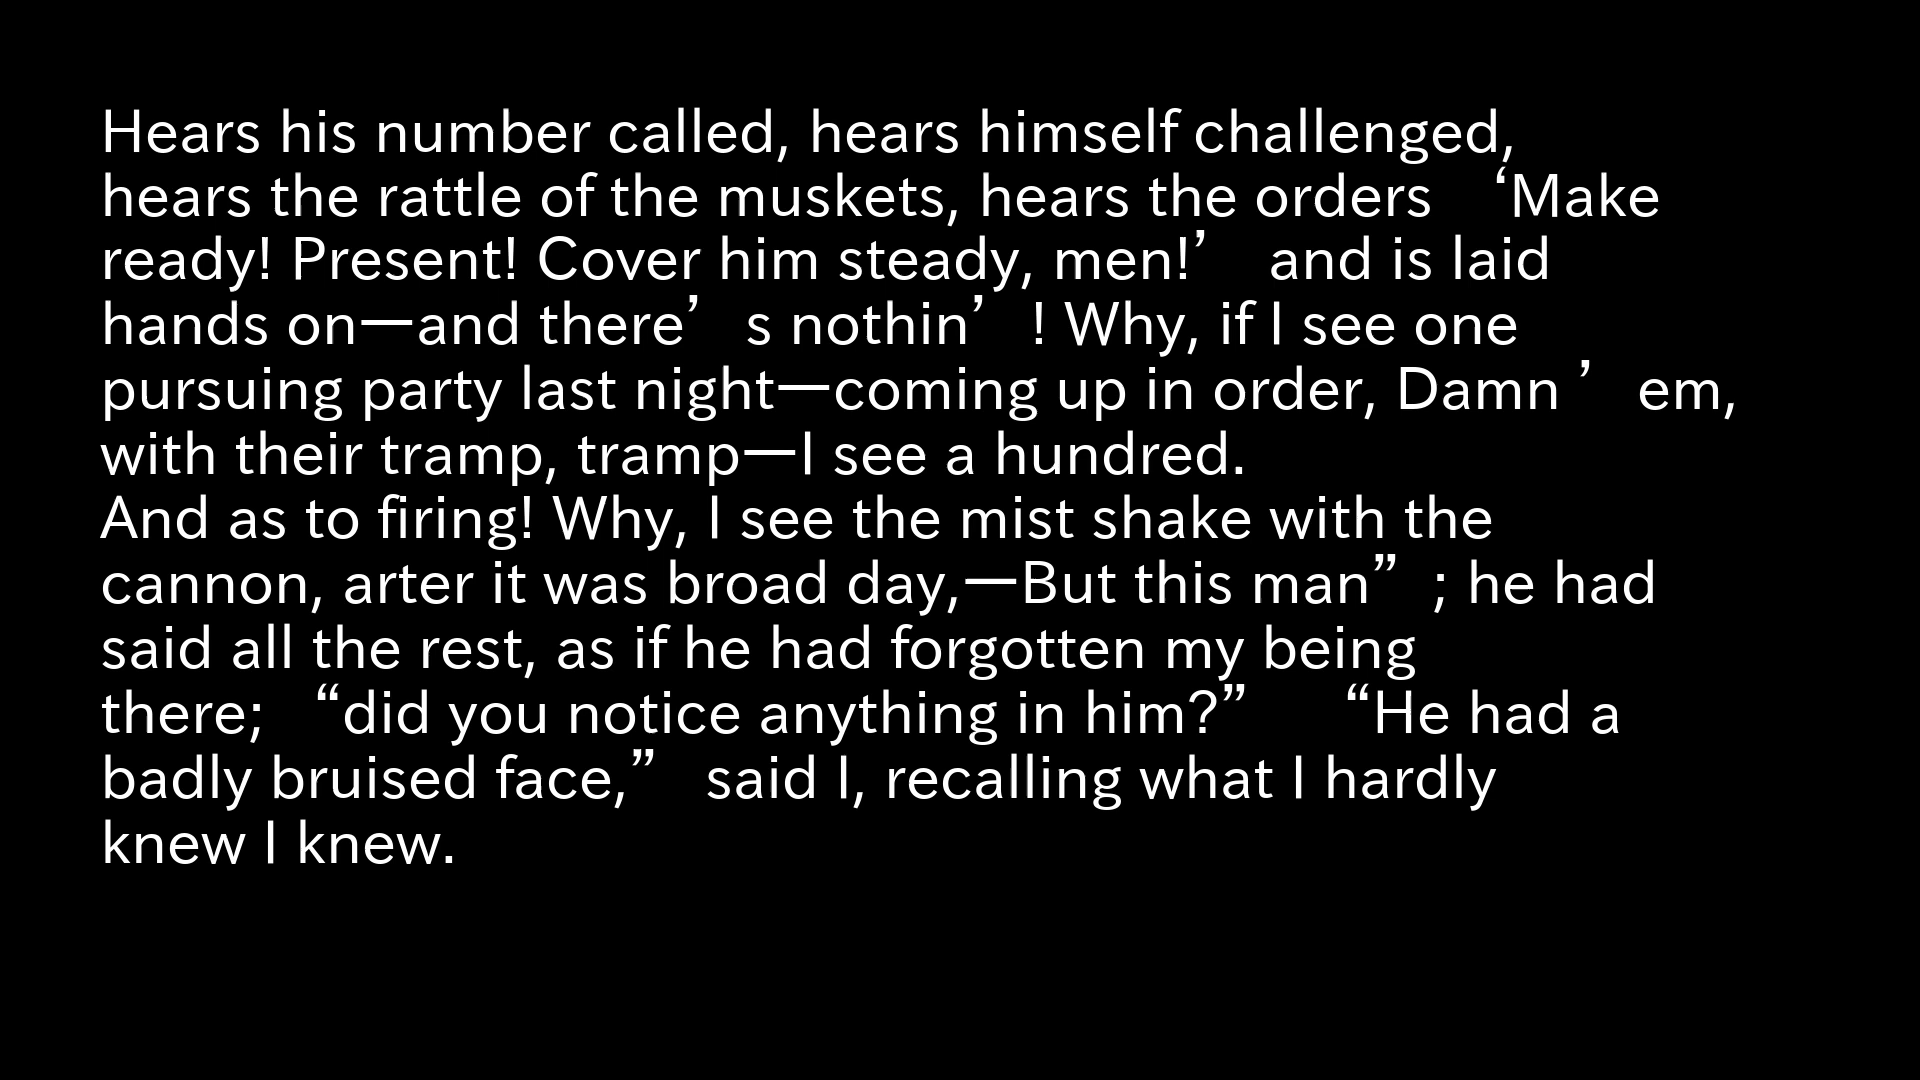 Hears his number called, hears himself challenged,
hears the rattle of the muskets, hears the orders ‘Make
ready! Present! Cover him steady, men!’ and is laid
hands on—and there’s nothin’! Why, if I see one
pursuing party last night—coming up in order, Damn ’em,
with their tramp, tramp—I see a hundred.
And as to firing! Why, I see the mist shake with the
cannon, arter it was broad day,—But this man”; he had
said all the rest, as if he had forgotten my being
there; “did you notice anything in him?” “He had a
badly bruised face,” said I, recalling what I hardly
knew I knew.